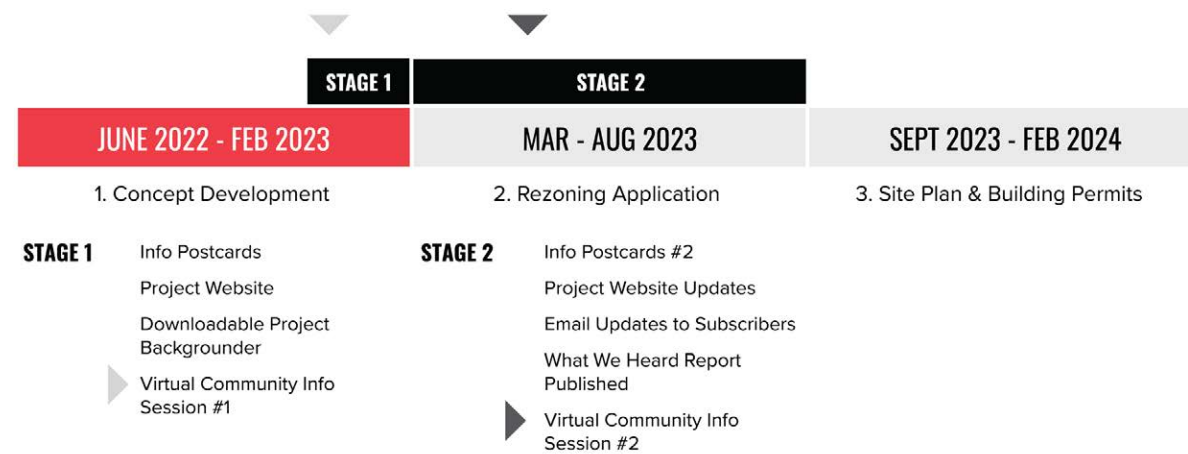 STAGE 1
STAGE 2
JUNE 2022 - FEB 2023
MAR - AUG 2023
SEPT 2023 - FEB 2024
1. Concept Development
2. Rezoning Application
3. Site Plan & Building Permits
STAGE 1
Info Postcards
Project Website
Downloadable Project
Backgrounder
Virtual Community Info
Session #1
STAGE 2
Info Postcards #2
Project Website Updates
Email Updates to Subscribers
What We Heard Report
Published
Virtual Community Info
Session #2